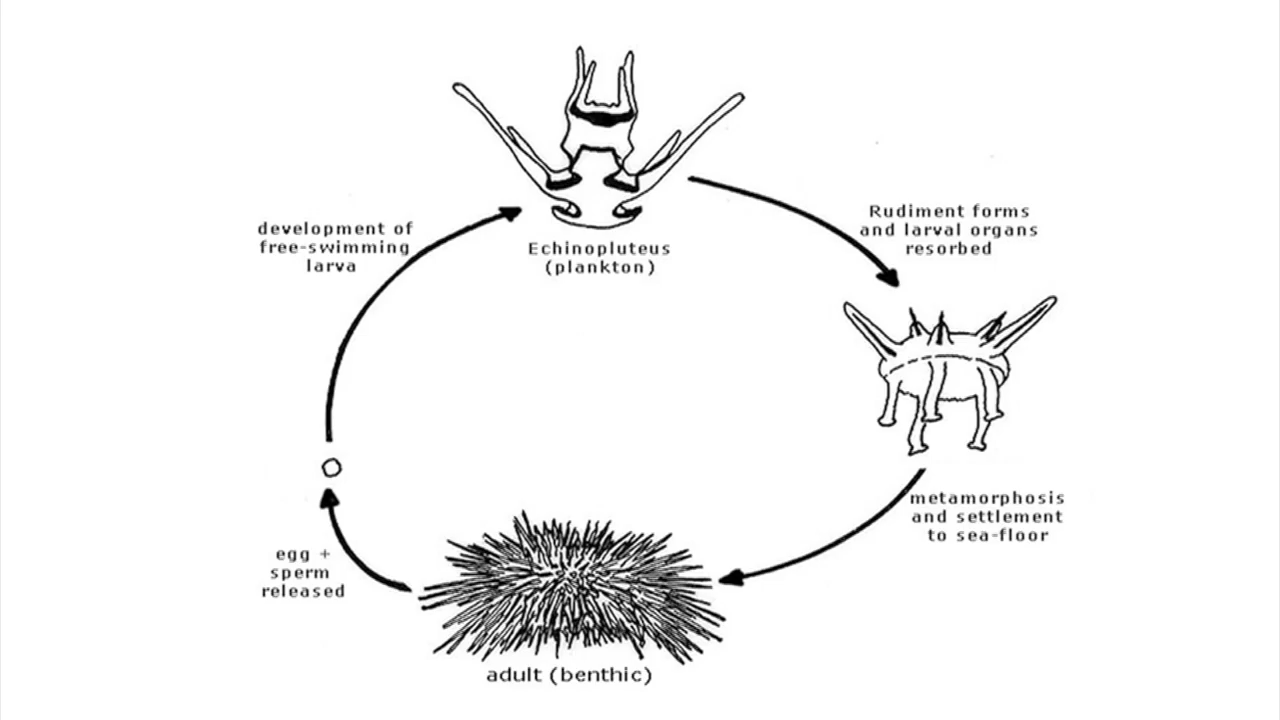 development of
free-swimming
larva
Echinopluteus
(plankton)
Rudiment forms
and larval organs
resorbed
metamorphosis
and settlement
to sea-floor
egg +
sperm
released
adult (benthic)